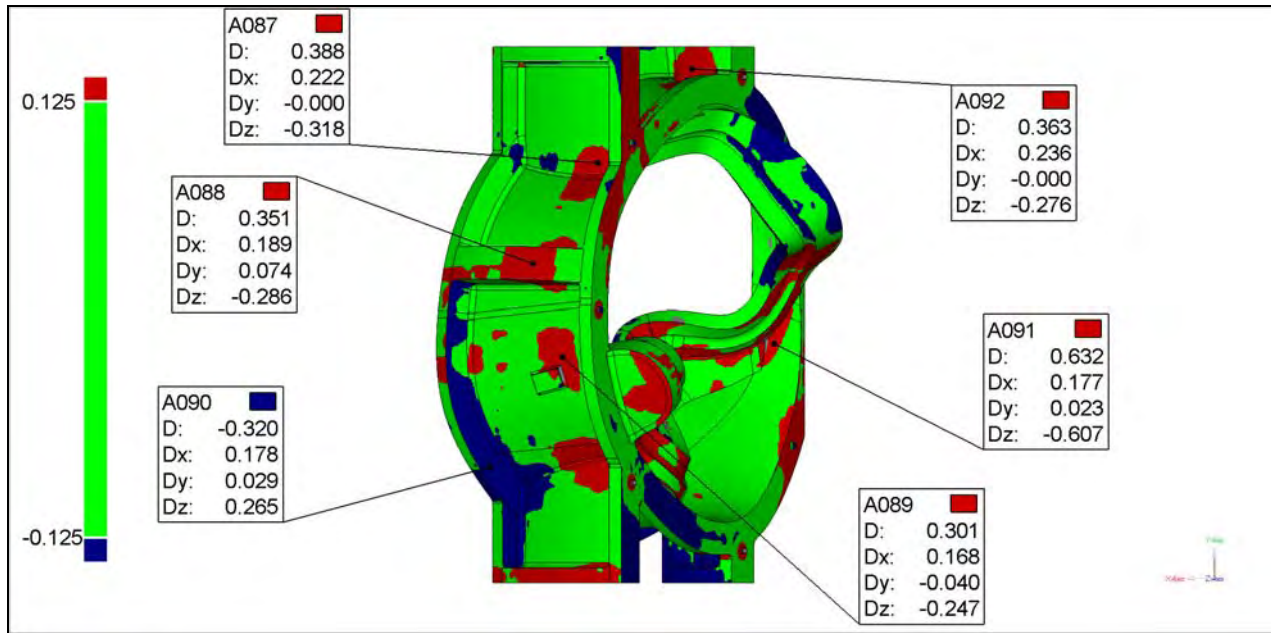 0.125
-0.125
A087
D: 0.388
Dx: 0.222
Dy: -0.000
Dz: -0.318
A092
D: 0.363
Dx: 0.236
Dy: -0.000
Dz: -0.276
A088
D: 0.351
Dx: 0.189
Dy: 0.074
Dz: -0.286
A091
D: 0.632
Dx: 0.177
Dy: 0.023
Dz: -0.607
A090
D: -0.320
Dx: 0.178
Dy: 0.029
Dz: 0.265
A089
D: 0.301
Dx: 0.168
Dy: -0.040
Dz: -0.247